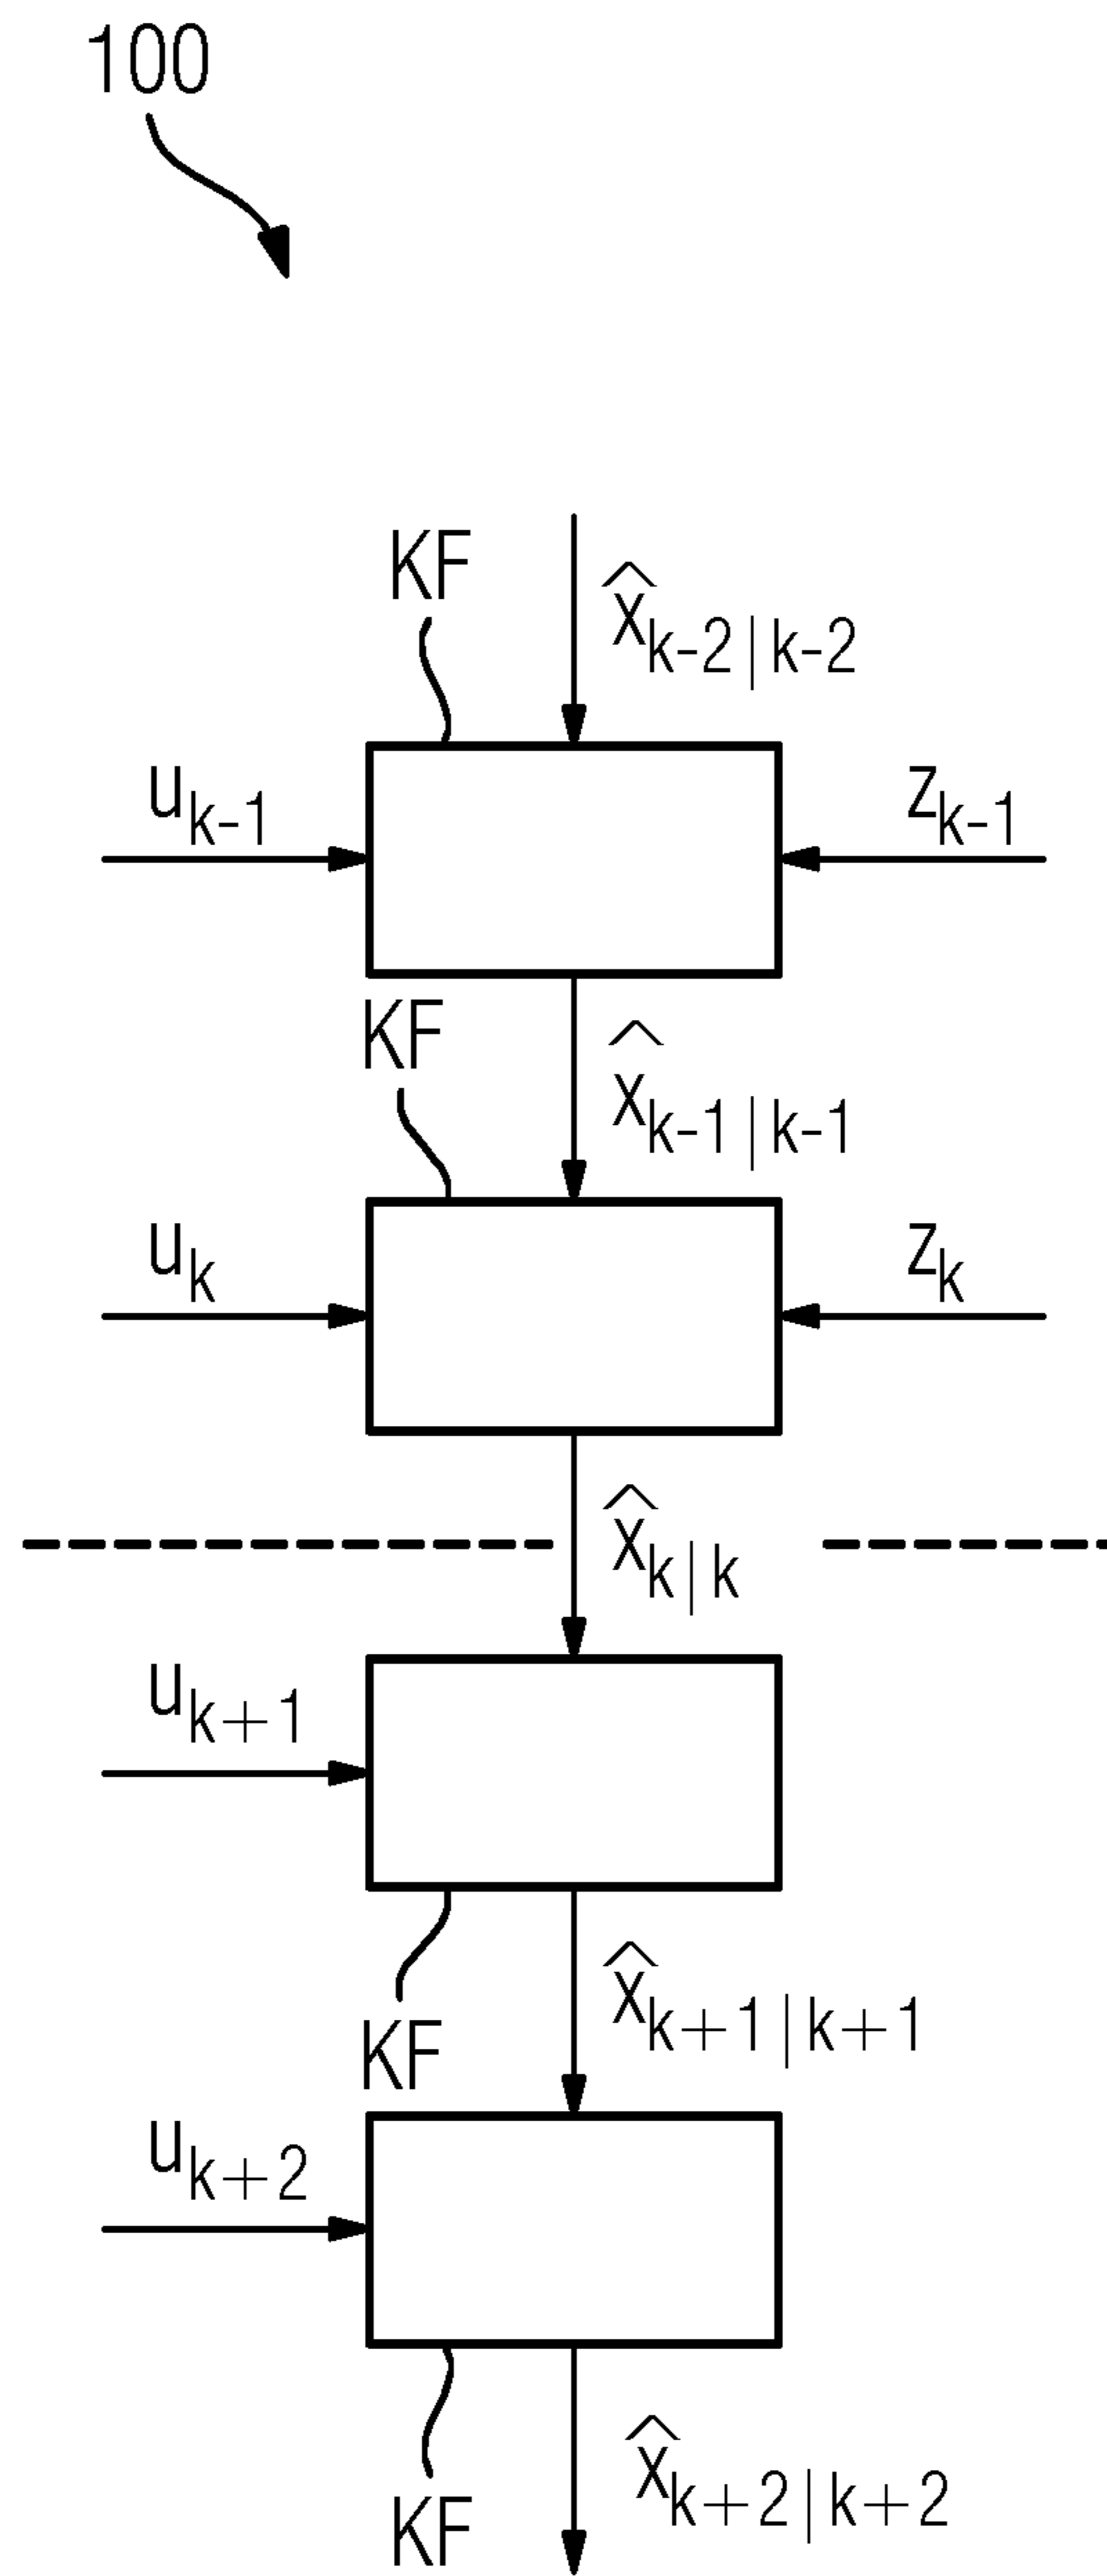 100
KF
x̂k-2|k-2
uk-1
zk-1
KF
x̂k-1|k-1
uk
zk
x̂k|k
uk+1
x̂k+1|k+1
KF
uk+2
x̂k+2|k+2
KF